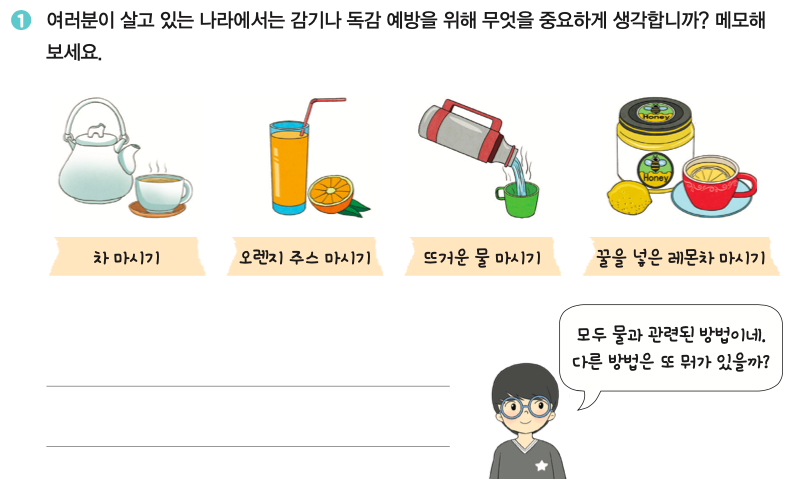 1 여러분이 살고 있는 나라에서는 감기나 독감 예방을 위해 무엇을 중요하게 생각합니까? 메모해
보세요.
Honey
Honey
차 마시기
오렌지 주스 마시기
뜨거운 물 마시기
꿀을 넣은 레몬차 마시기
모두 물과 관련된 방법이네.
다른 방법은 또 뭐가 있을까?